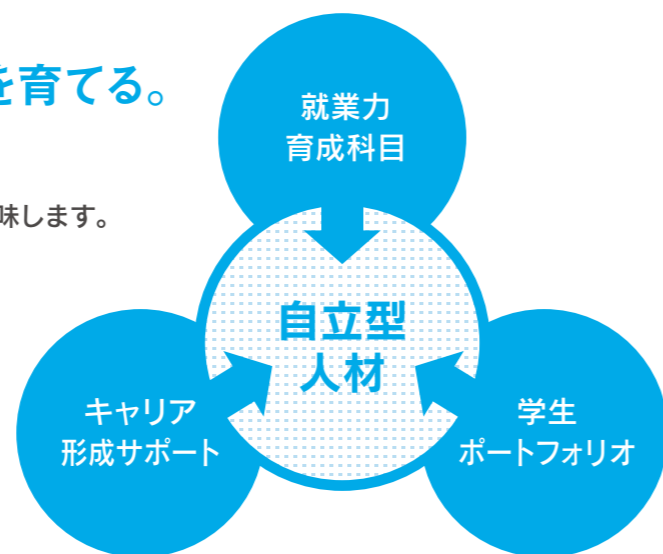 を育てる。
味します。
就業力
育成科目
自立型
人材
キャリア
形成サポート
学生
ポートフォリオ